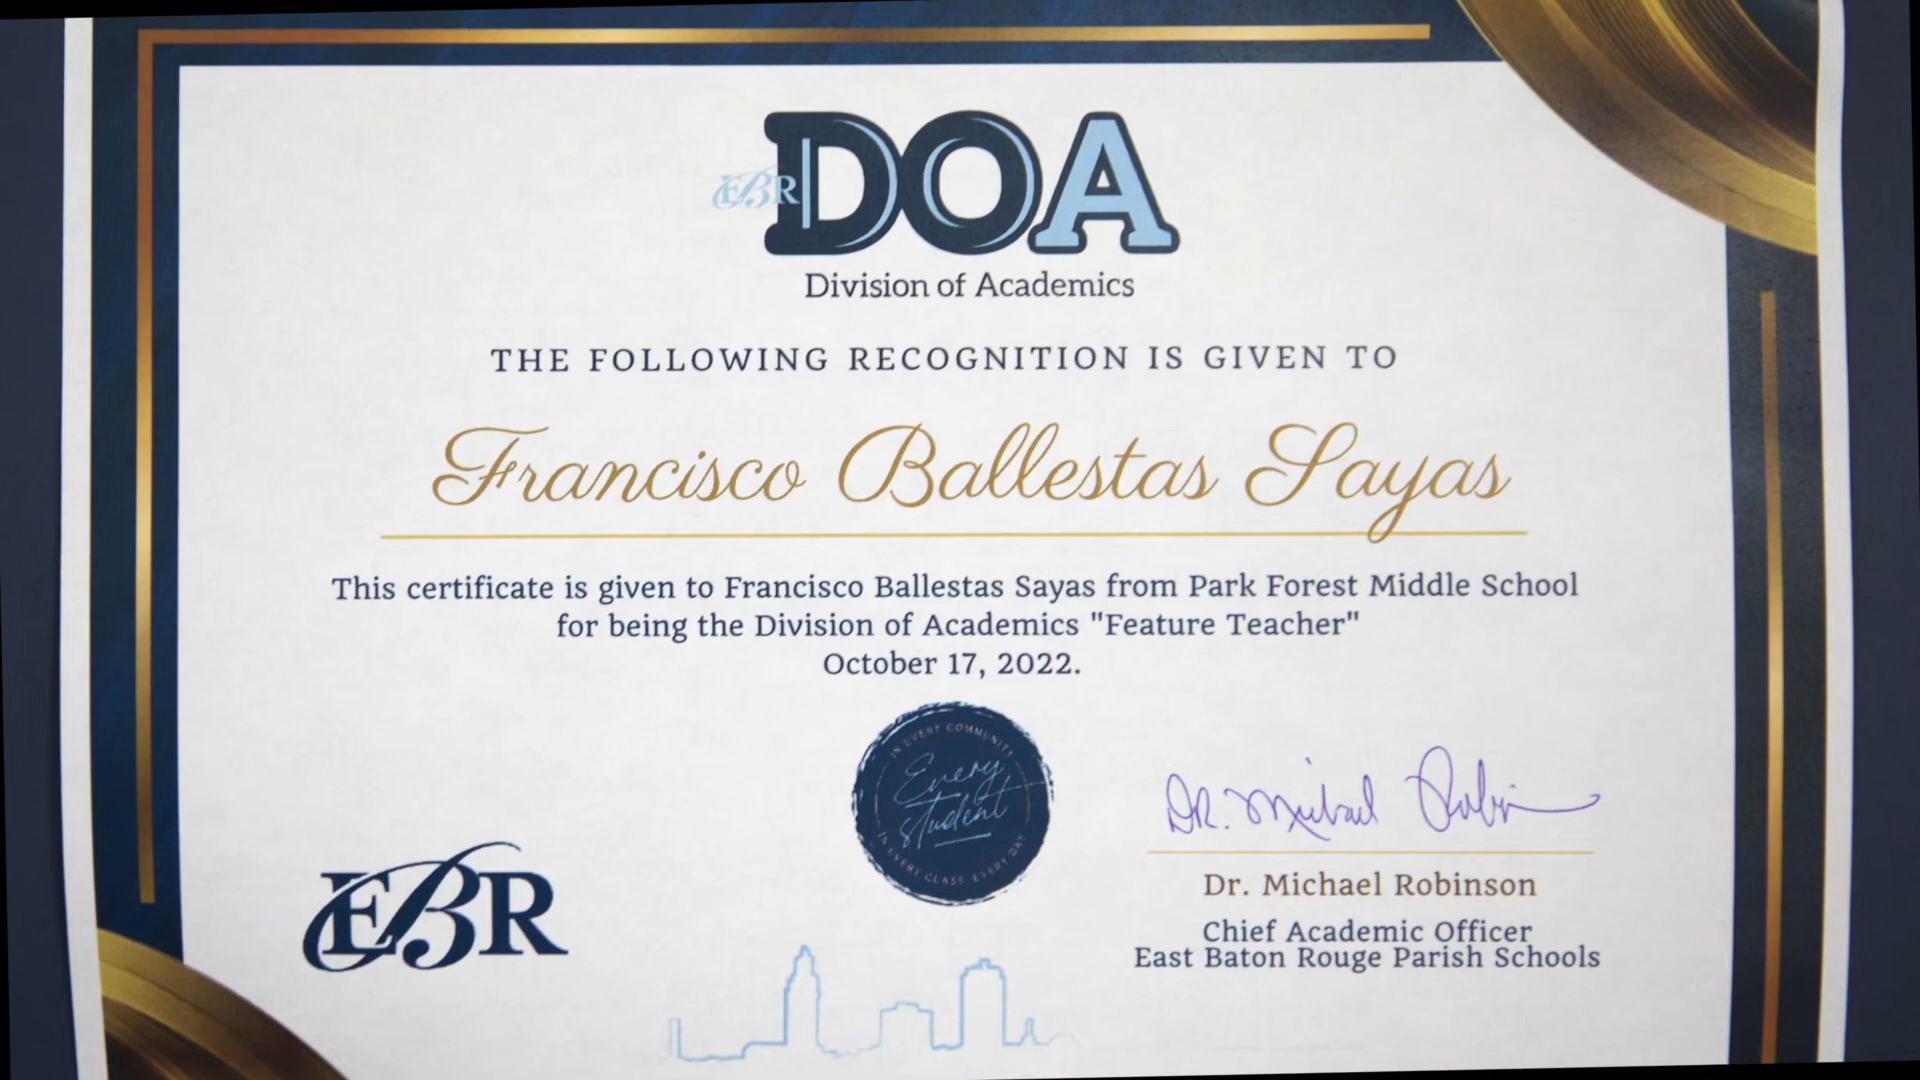 EBR DOA
Division of Academics
THE FOLLOWING RECOGNITION IS GIVEN TO
Francisco Ballestas Sayas
This certificate is given to Francisco Ballestas Sayas from Park Forest Middle School
for being the Division of Academics "Feature Teacher"
October 17, 2022.
IN EVERY COMMUNITY
Every
student
IN EVERY CLASS EVERY DAY
DR. Michael Robinson
Dr. Michael Robinson
Chief Academic Officer
East Baton Rouge Parish Schools
EBR